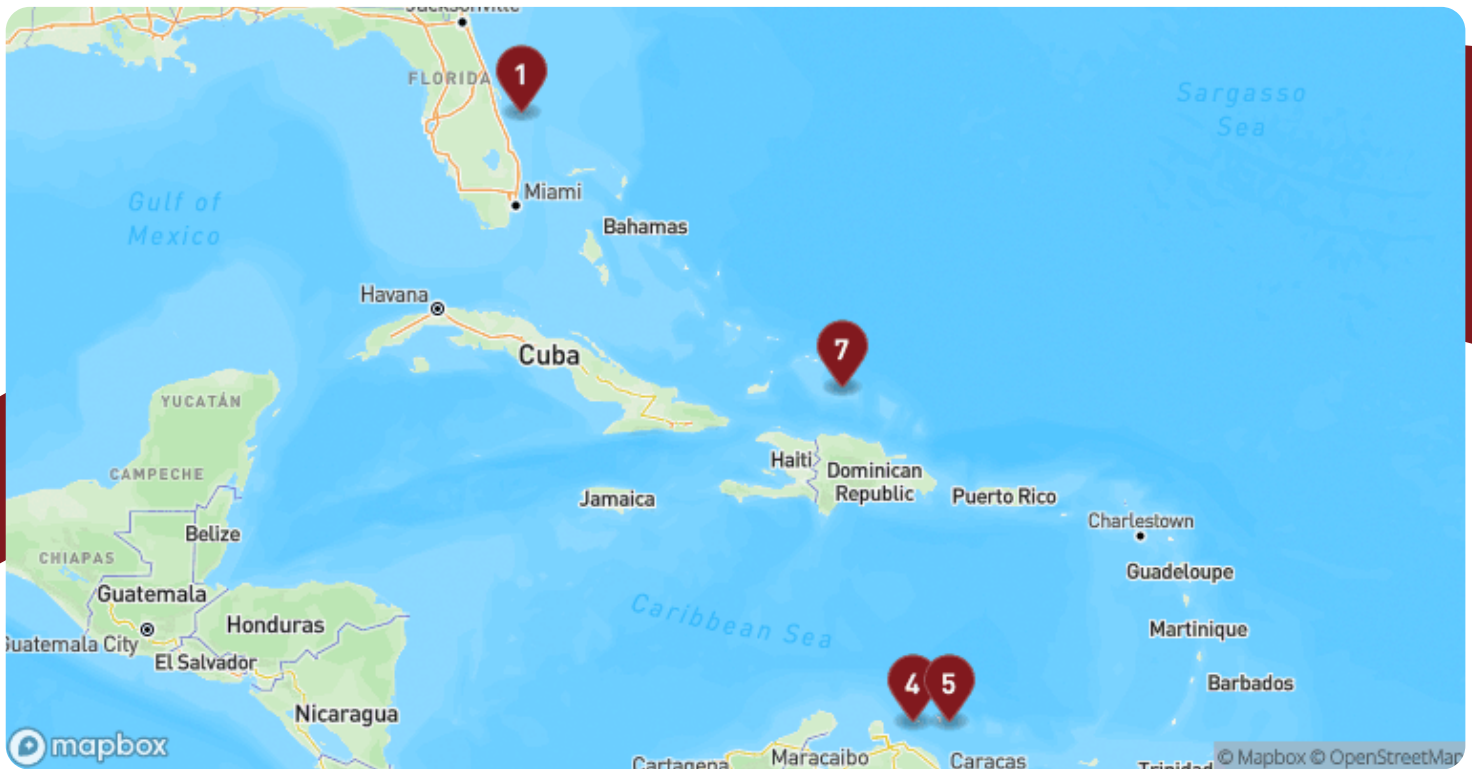 Jacksonville
FLORIDA
1
Sargasso
Sea
Miami
Gulf of
Mexico
Bahamas
Havana
Cuba
7
YUCATÁN
Haiti
Dominican
Republic
CAMPECHE
Jamaica
Puerto Rico
Charlestown
Belize
CHIAPAS
Guadeloupe
Guatemala
Honduras
Caribbean Sea
Martinique
Guatemala City
El Salvador
4
5
Barbados
Nicaragua
mapbox
Cartagena
Maracaibo
Caracas
Trinidad
© Mapbox © OpenStreetMap